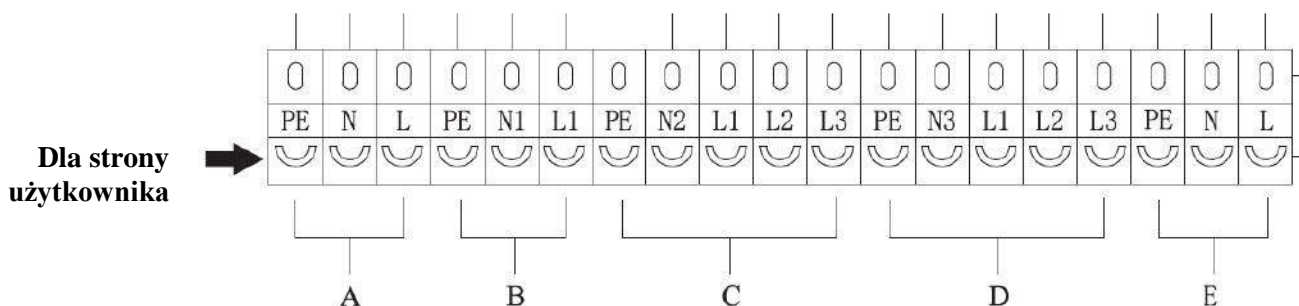 PE N L PE N1 L1 PE N2 L1 L2 L3 PE N3 L1 L2 L3 PE N L
Dla strony
użytkownika
A B C D E